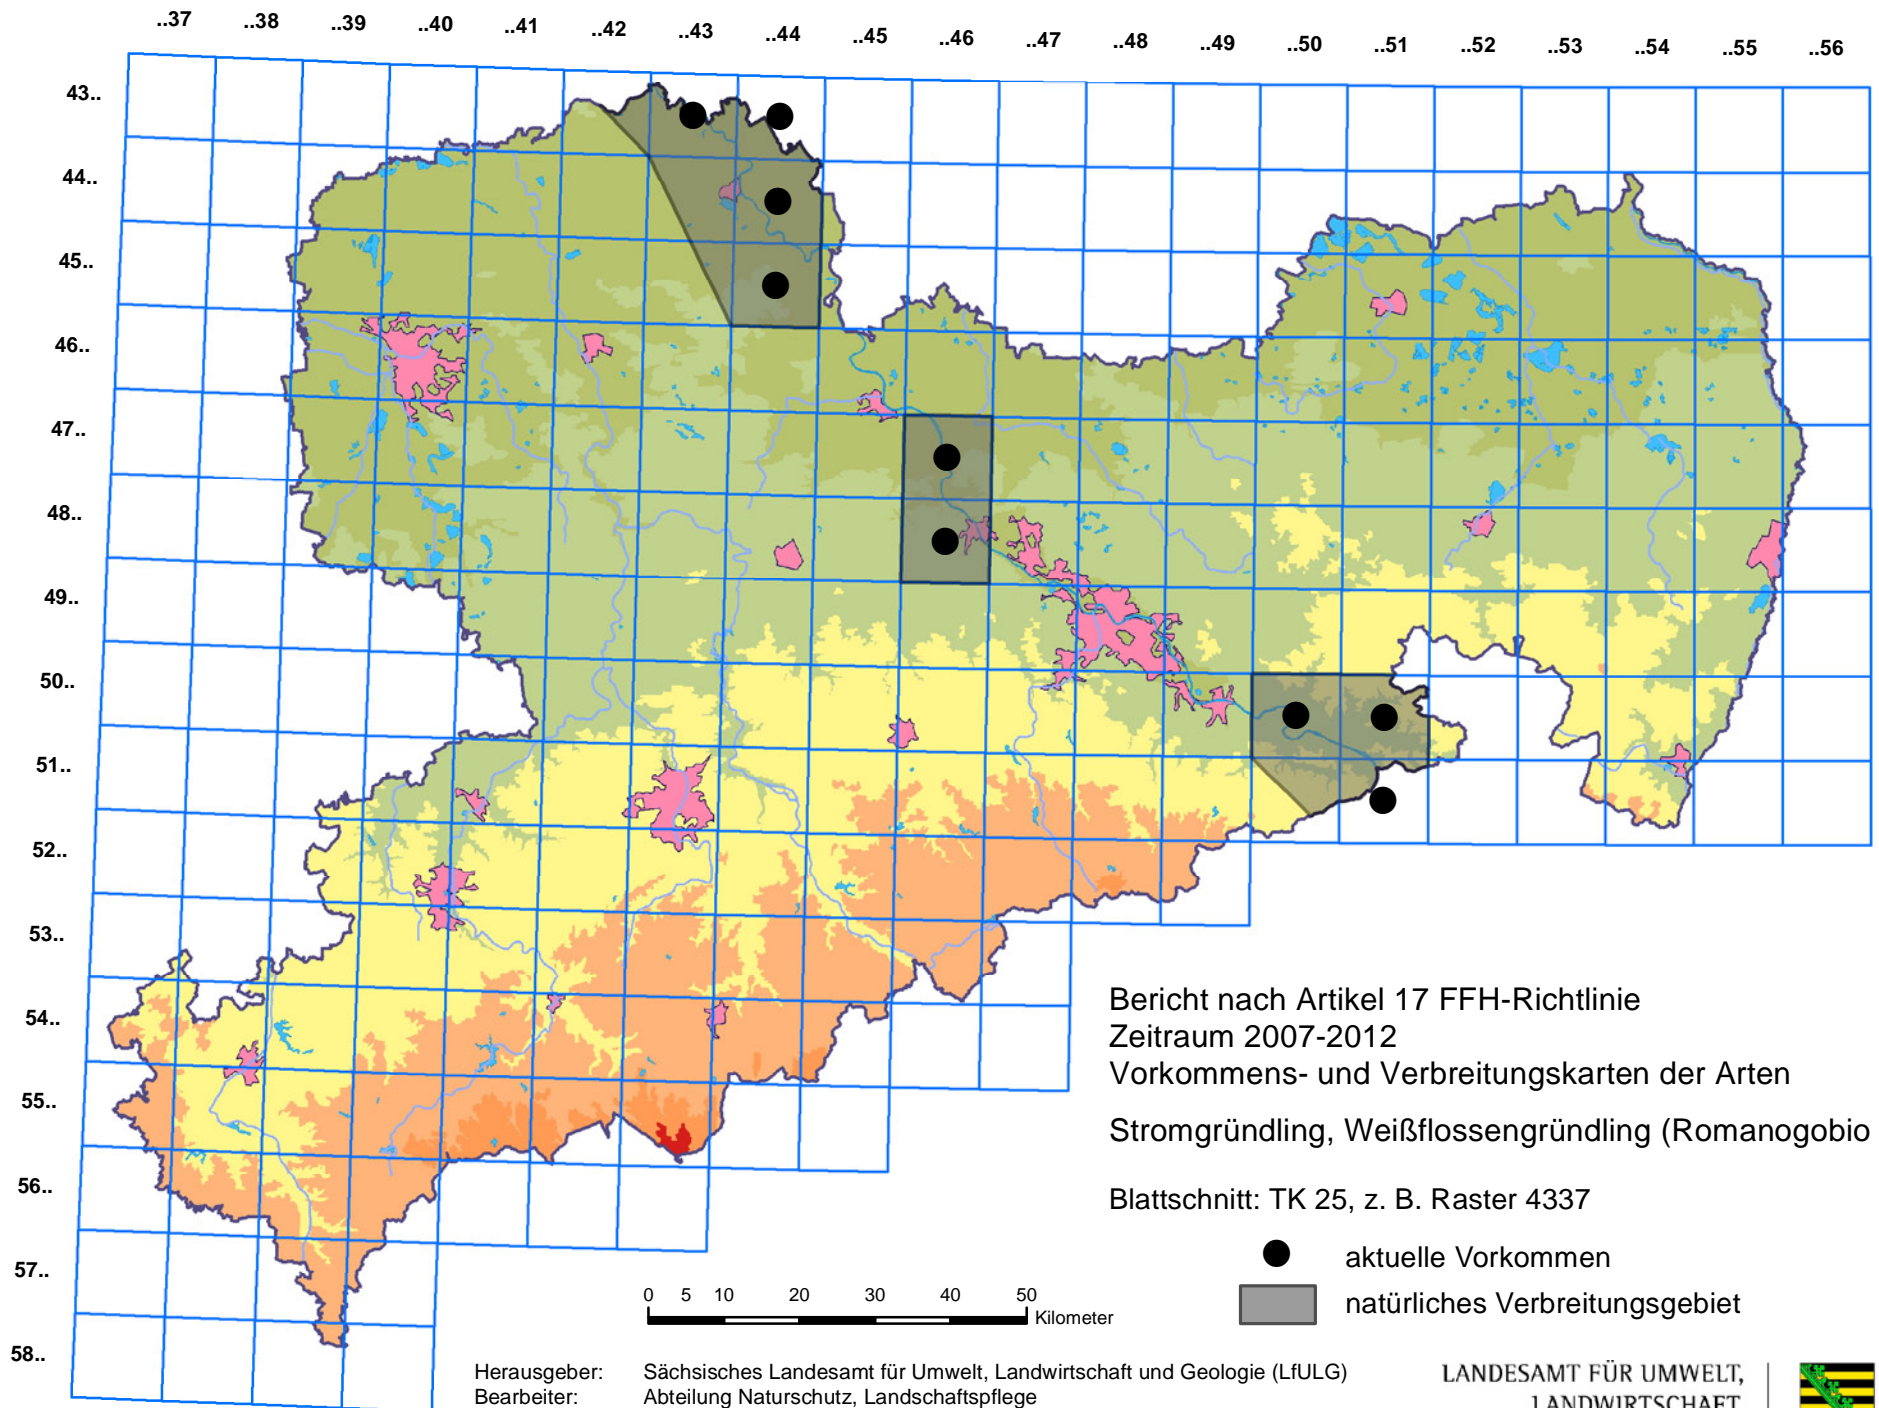 ..37 ..38 ..39 ..40 ..41 ..42 ..43 ..44 ..45 ..46 ..47 ..48 ..49 ..50 ..51 ..52 ..53 ..54 ..55 ..56
43..
44..
45..
46..
47..
48..
49..
50..
51..
52..
53..
54..
55..
56..
57..
58..
Bericht nach Artikel 17 FFH-Richtlinie
Zeitraum 2007-2012
Vorkommens- und Verbreitungskarten der Arten
Stromgründling, Weißflossengründling (Romanogobio
Blattschnitt: TK 25, z. B. Raster 4337
aktuelle Vorkommen
natürliches Verbreitungsgebiet
0 5 10 20 30 40 50
Kilometer
Herausgeber: Sächsisches Landesamt für Umwelt, Landwirtschaft und Geologie (LfULG)
Bearbeiter: Abteilung Naturschutz, Landschaftspflege
LANDESAMT FÜR UMWELT,
LANDWIRTSCHAFT